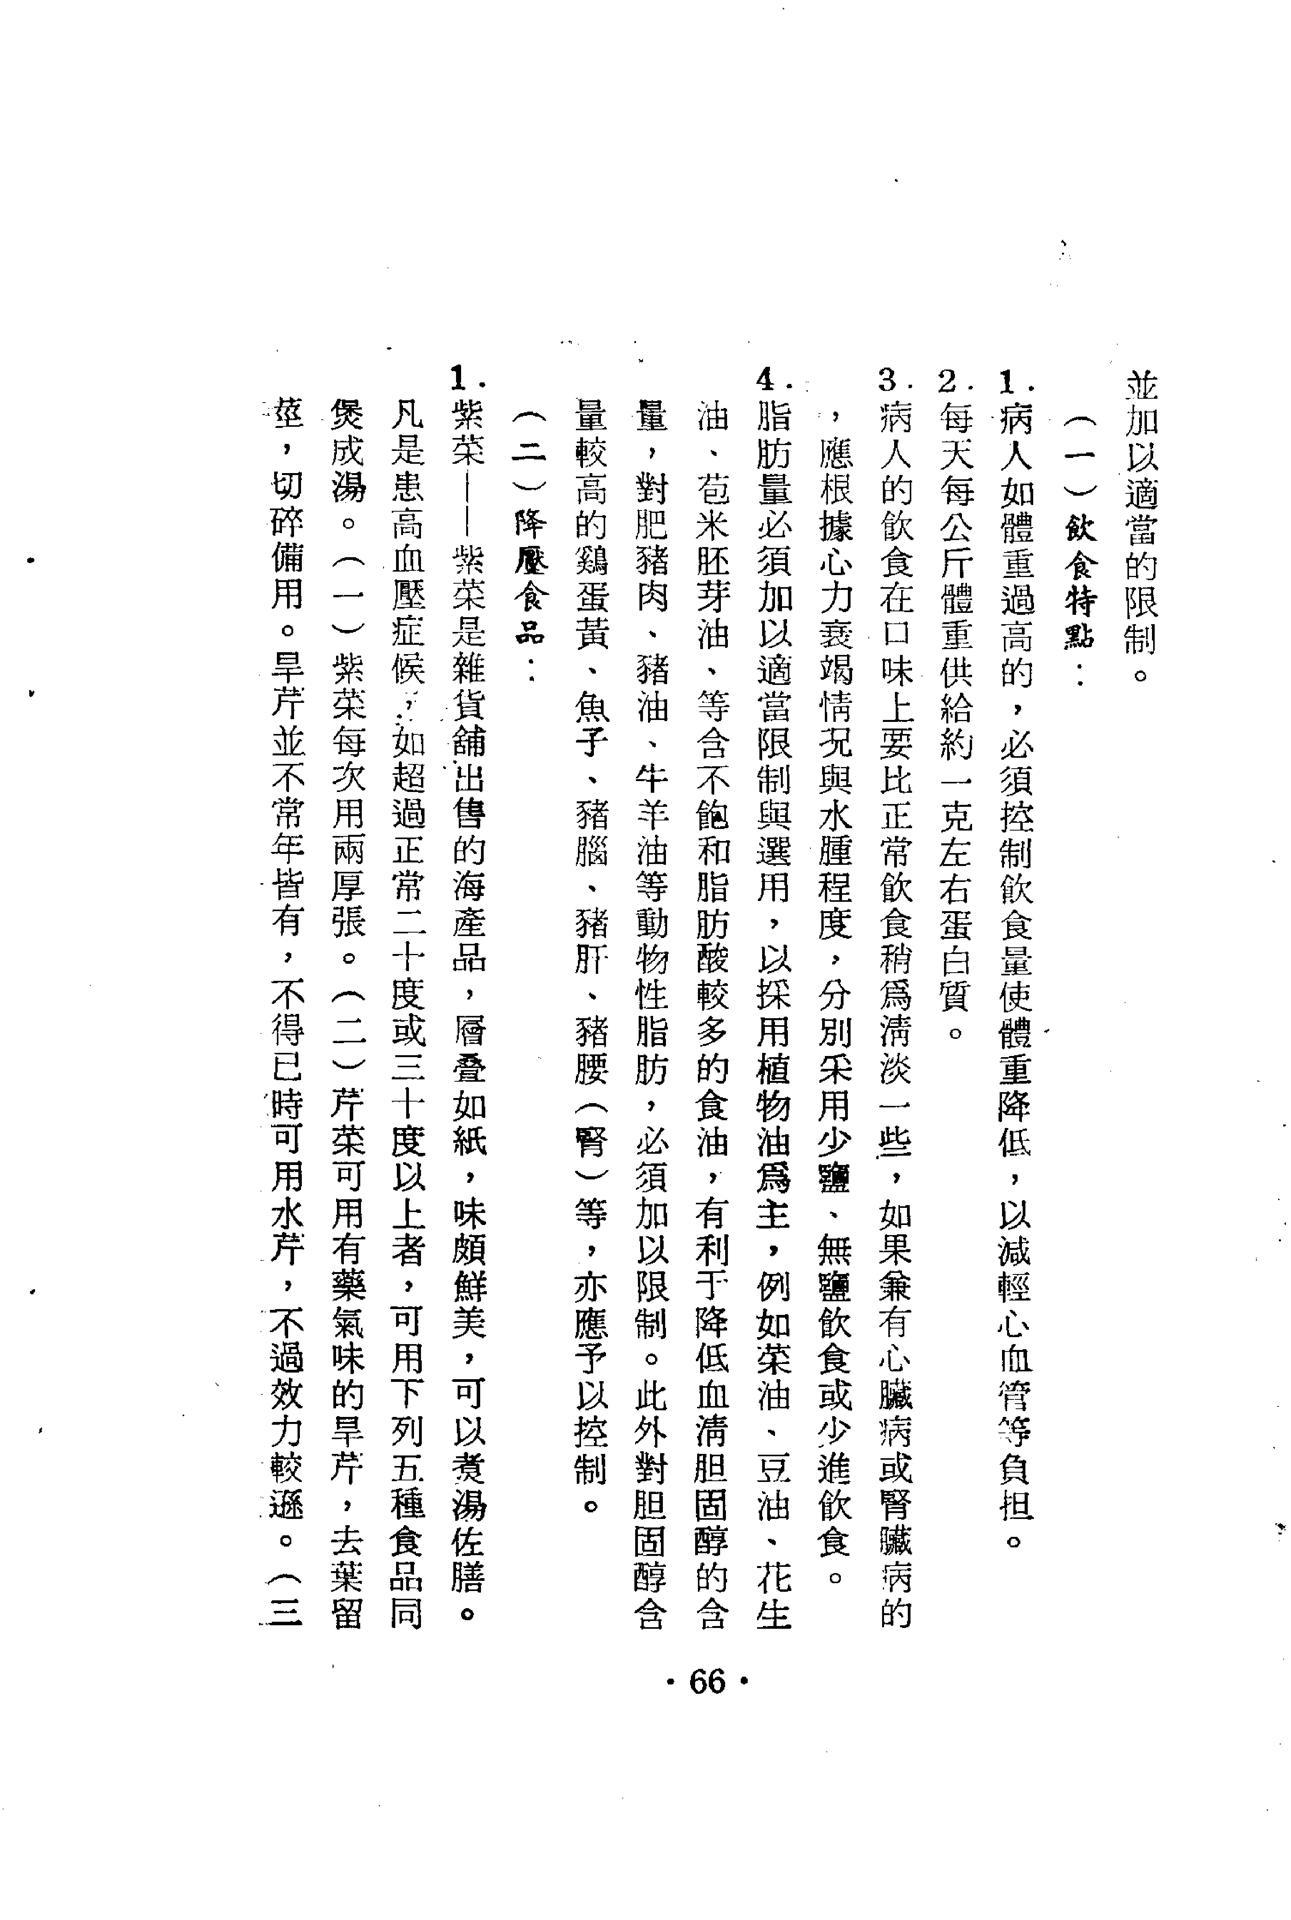 並加以適當的限制。
（一）飲食特點：
1.病人如體重過高的，必須控制飲食量使體重降低，以減輕心血管等負担。
2.每天每公斤體重供給約一克左右蛋白質。
3.病人的飲食在口味上要比正常飲食稍爲淸淡一些，如果兼有心臟病或腎臟病的
，應根據心力衰竭情況與水腫程度，分別采用少鹽、無鹽飲食或少進飲食。
4.脂肪量必須加以適當限制與選用，以採用植物油爲主，例如菜油、豆油、花生
油、苞米胚芽油、等含不飽和脂肪酸較多的食油，有利于降低血淸胆固醇的含
量，對肥豬肉、豬油、牛羊油等動物性脂肪，必須加以限制。此外對胆固醇含
量較高的鷄蛋黃、魚子、豬腦、豬肝、豬腰（腎）等，亦應予以控制。
（二）降壓食品：
1.紫菜——紫菜是雜貨舖出售的海產品，層叠如紙，味頗鮮美，可以煮湯佐膳。
凡是患高血壓症候，如超過正常二十度或三十度以上者，可用下列五種食品同
煲成湯。（一）紫菜每次用兩厚張。（二）芹菜可用有藥氣味的旱芹，去葉留
莖，切碎備用。旱芹並不常年皆有，不得已時可用水芹，不過效力較遜。（三
·66·